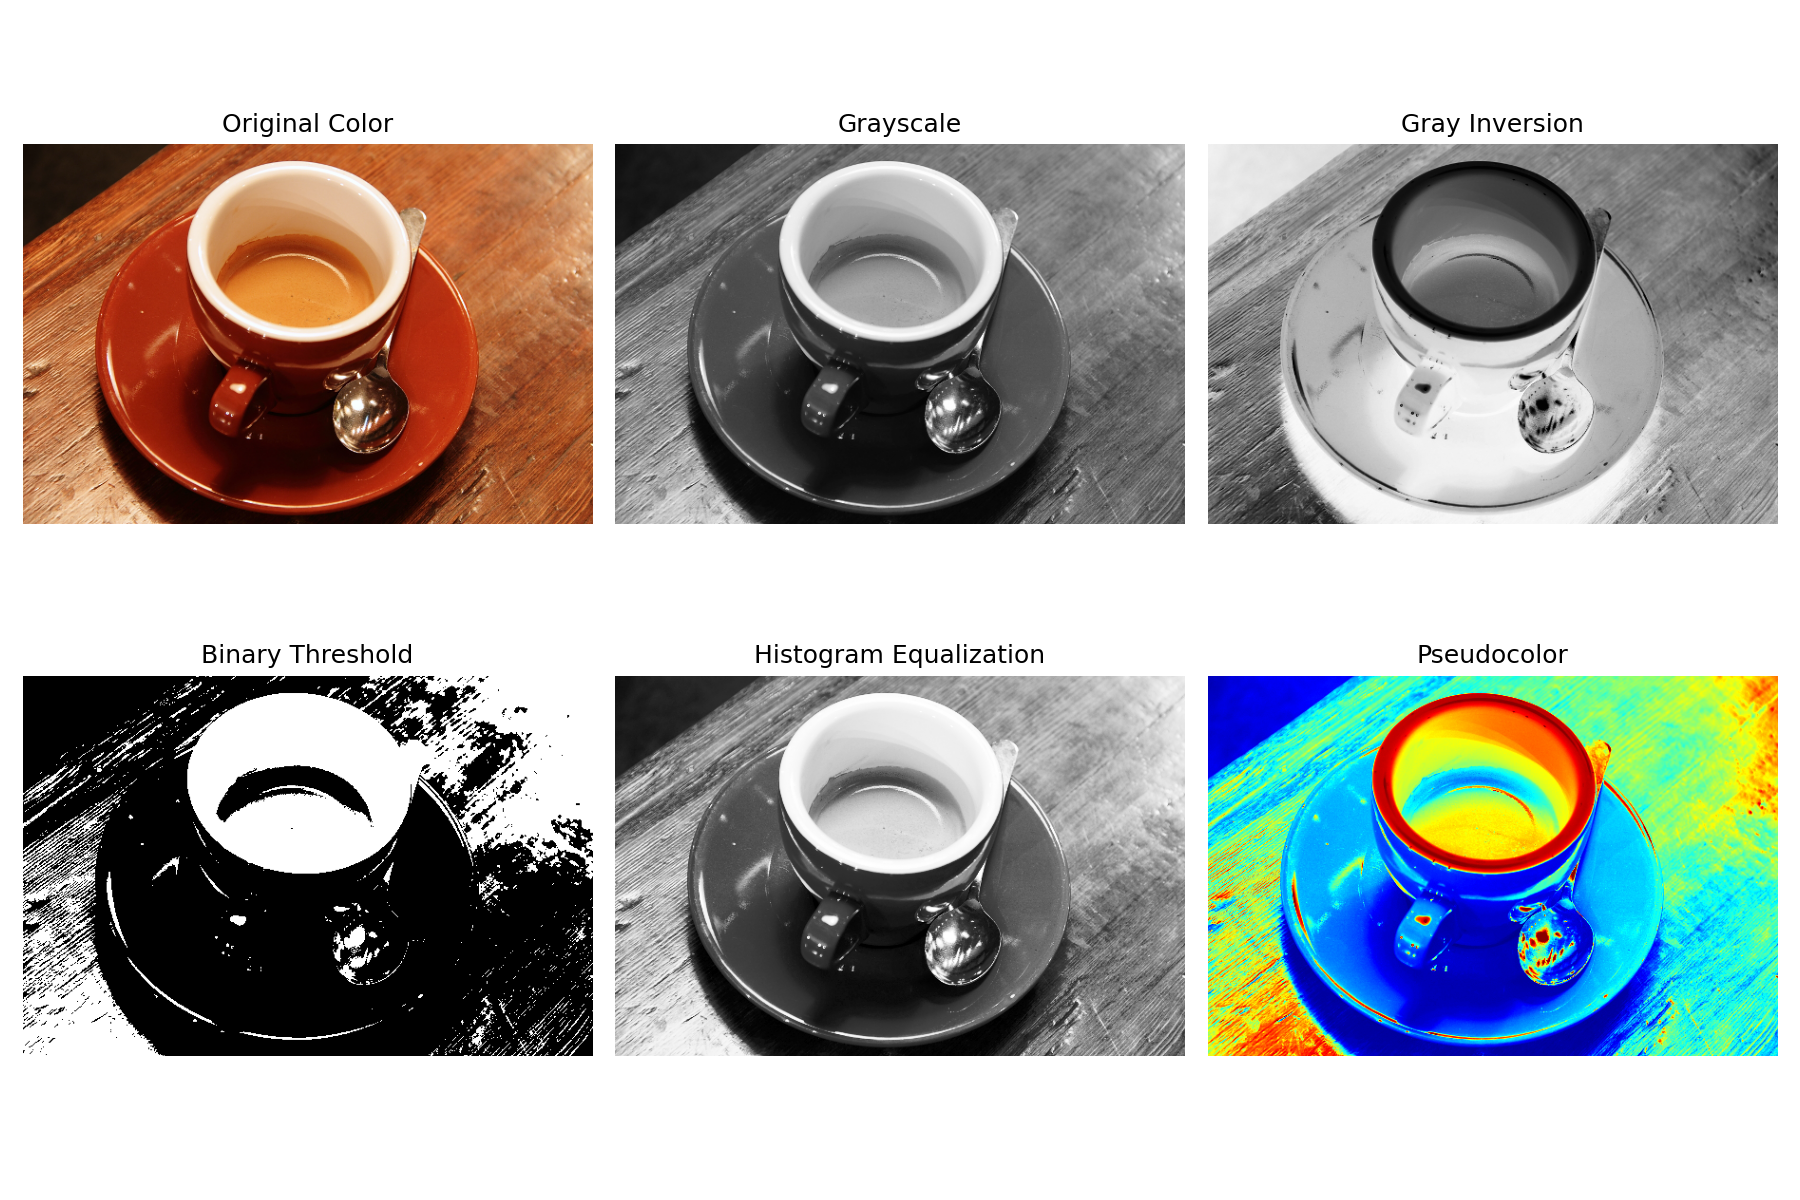 Original Color
Grayscale
Gray Inversion
Binary Threshold
Histogram Equalization
Pseudocolor